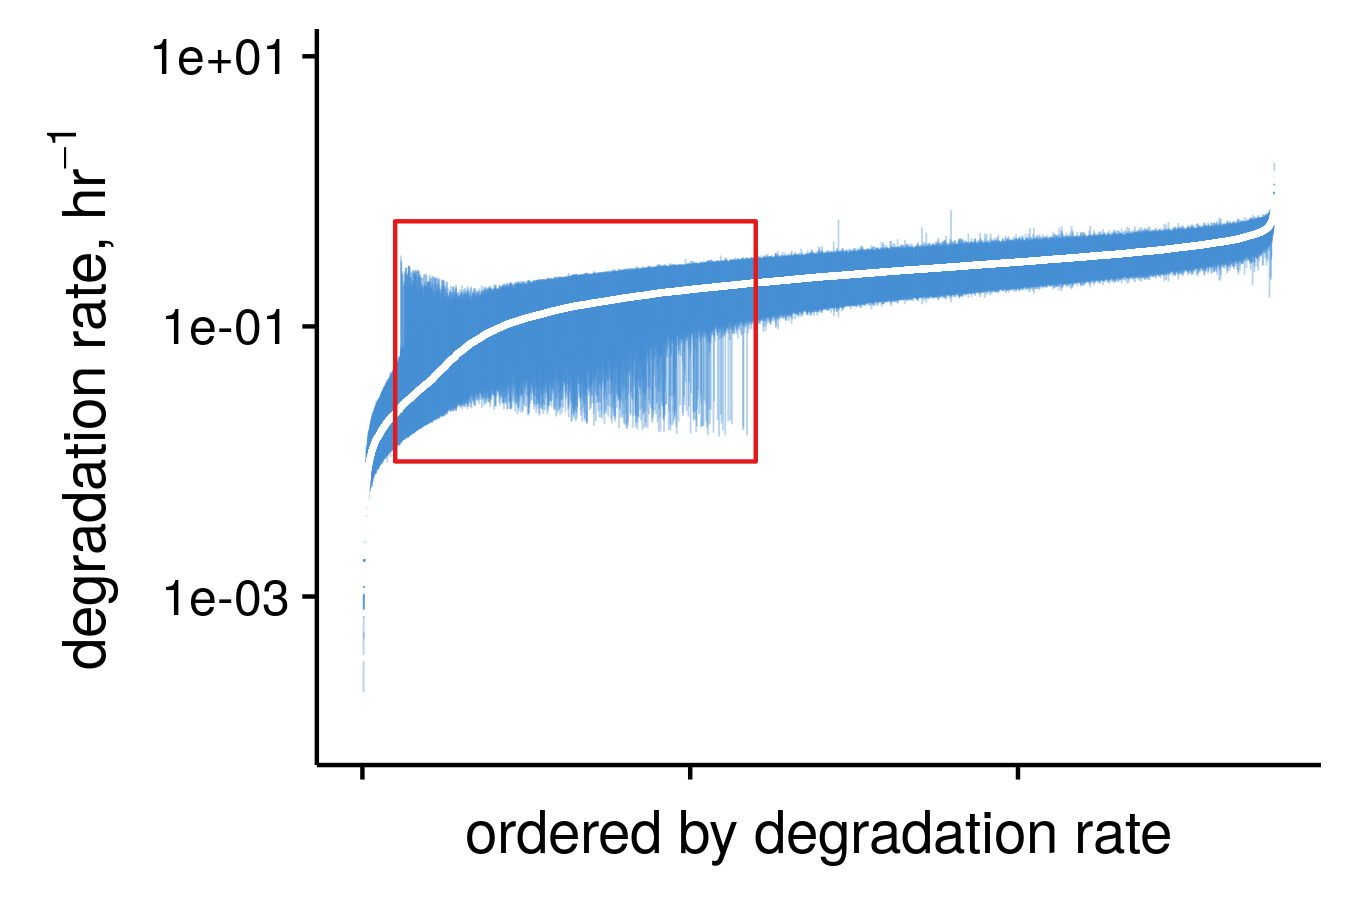 1e+01
1e-01
1e-03
degradation rate, hr⁻¹
ordered by degradation rate